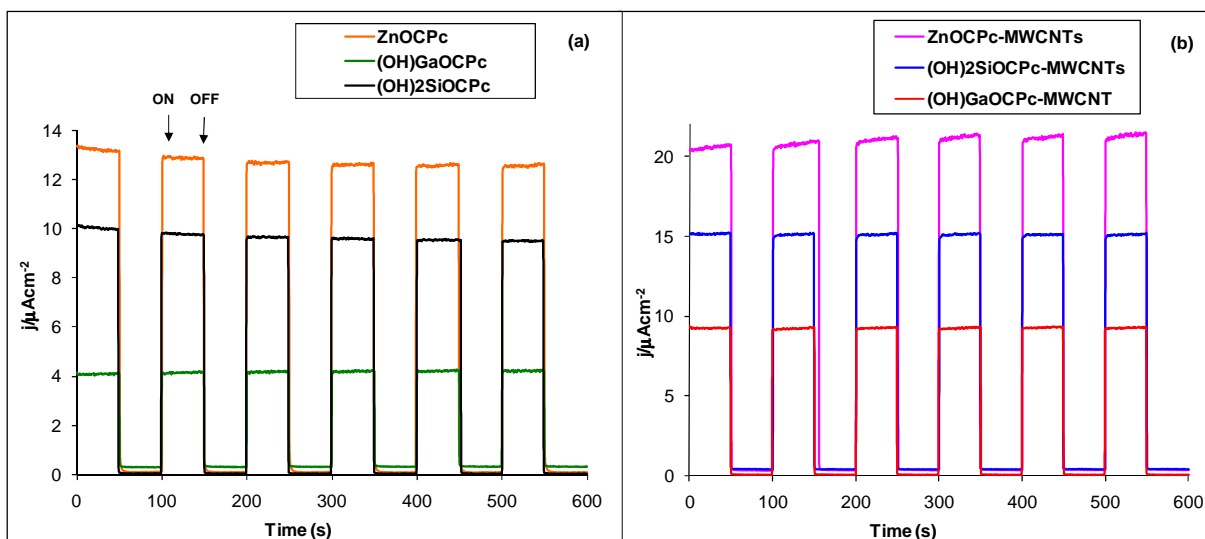 ZnOCPc
(OH)GaOCPc
(OH)2SiOCPc
(a)
ON
OFF
14
12
10
8
6
4
2
0
j/µAcm-2
0 100 200 300 400 500 600
Time (s)
ZnOCPc-MWCNTs
(OH)2SiOCPc-MWCNTs
(OH)GaOCPc-MWCNT
(b)
20
15
10
5
0
j/µAcm-2
0 100 200 300 400 500 600
Time (s)